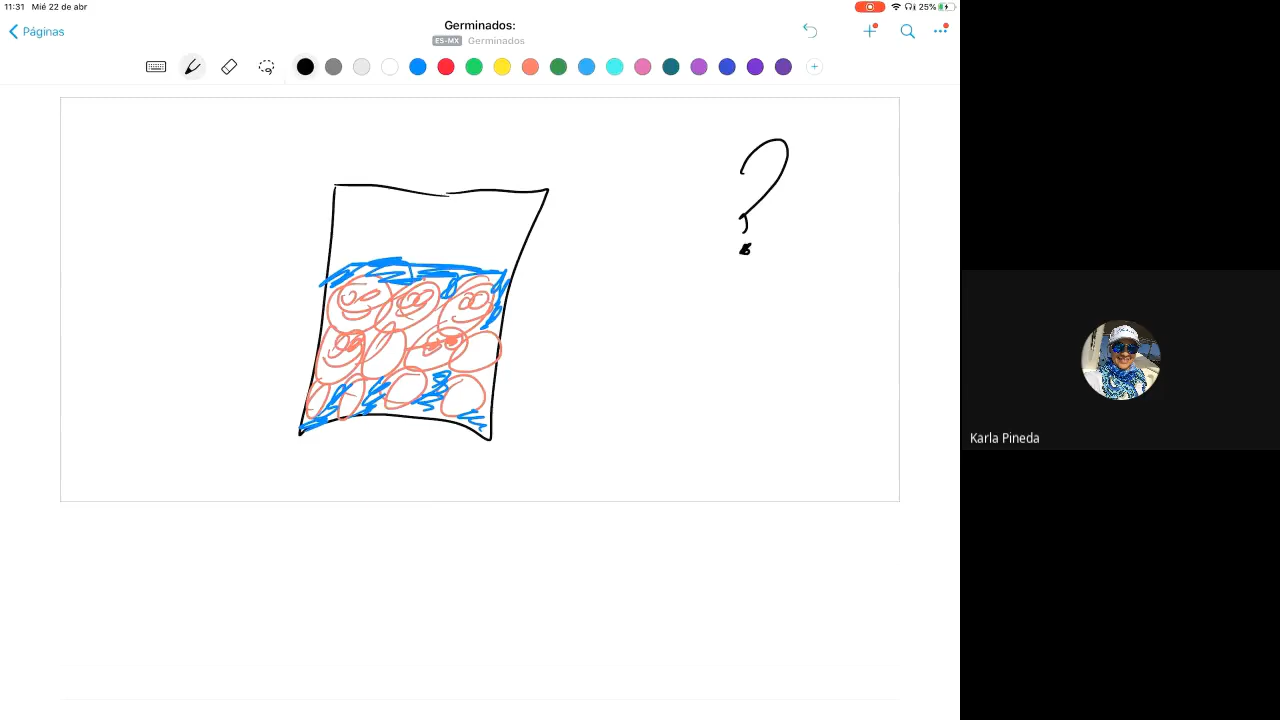 11:31 Mié 22 de abr
25%
Páginas
Germinados:
ES-MX Germinados
?
Karla Pineda